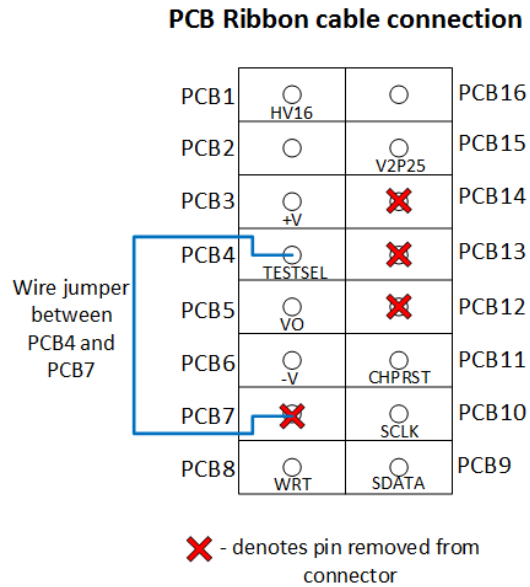 PCB Ribbon cable connection
PCB1
HV16
PCB16
PCB2
V2P25
PCB15
PCB3
+V
PCB14
PCB4
TESTSEL
PCB13
Wire jumper
between
PCB4 and
PCB7
PCB5
VO
PCB12
PCB6
-V
CHPRST
PCB11
PCB7
SCLK
PCB10
PCB8
WRT
SDATA
PCB9
- denotes pin removed from
connector